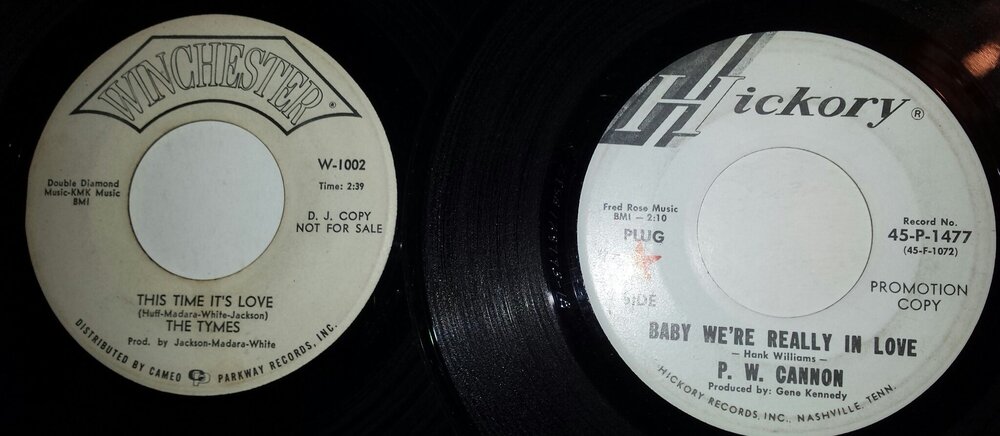 WINCHESTER
W-1002
Double Diamond
Music-KMK Music
BMI
Time: 2:39
D. J. COPY
NOT FOR SALE
THIS TIME IT'S LOVE
(Huff-Madara-White-Jackson)
THE TYMES
Prod. by Jackson-Madara-White
DISTRIBUTED BY CAMEO CP PARKWAY RECORDS, INC.
Hickory®
Fred Rose Music
BMI — 2:10
PLUG
SIDE
Record No.
45-P-1477
(45-F-1072)
PROMOTION
COPY
BABY WE'RE REALLY IN LOVE
— Hank Williams —
P. W. CANNON
Produced by: Gene Kennedy
HICKORY RECORDS, INC., NASHVILLE, TENN.